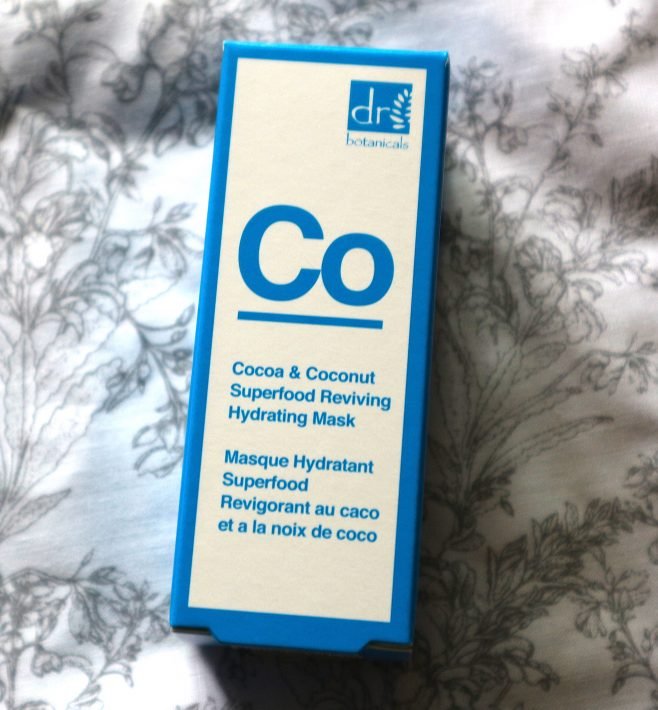 dr
botanicals
Co
Cocoa & Coconut
Superfood Reviving
Hydrating Mask
Masque Hydratant
Superfood
Revigorant au caco
et a la noix de coco